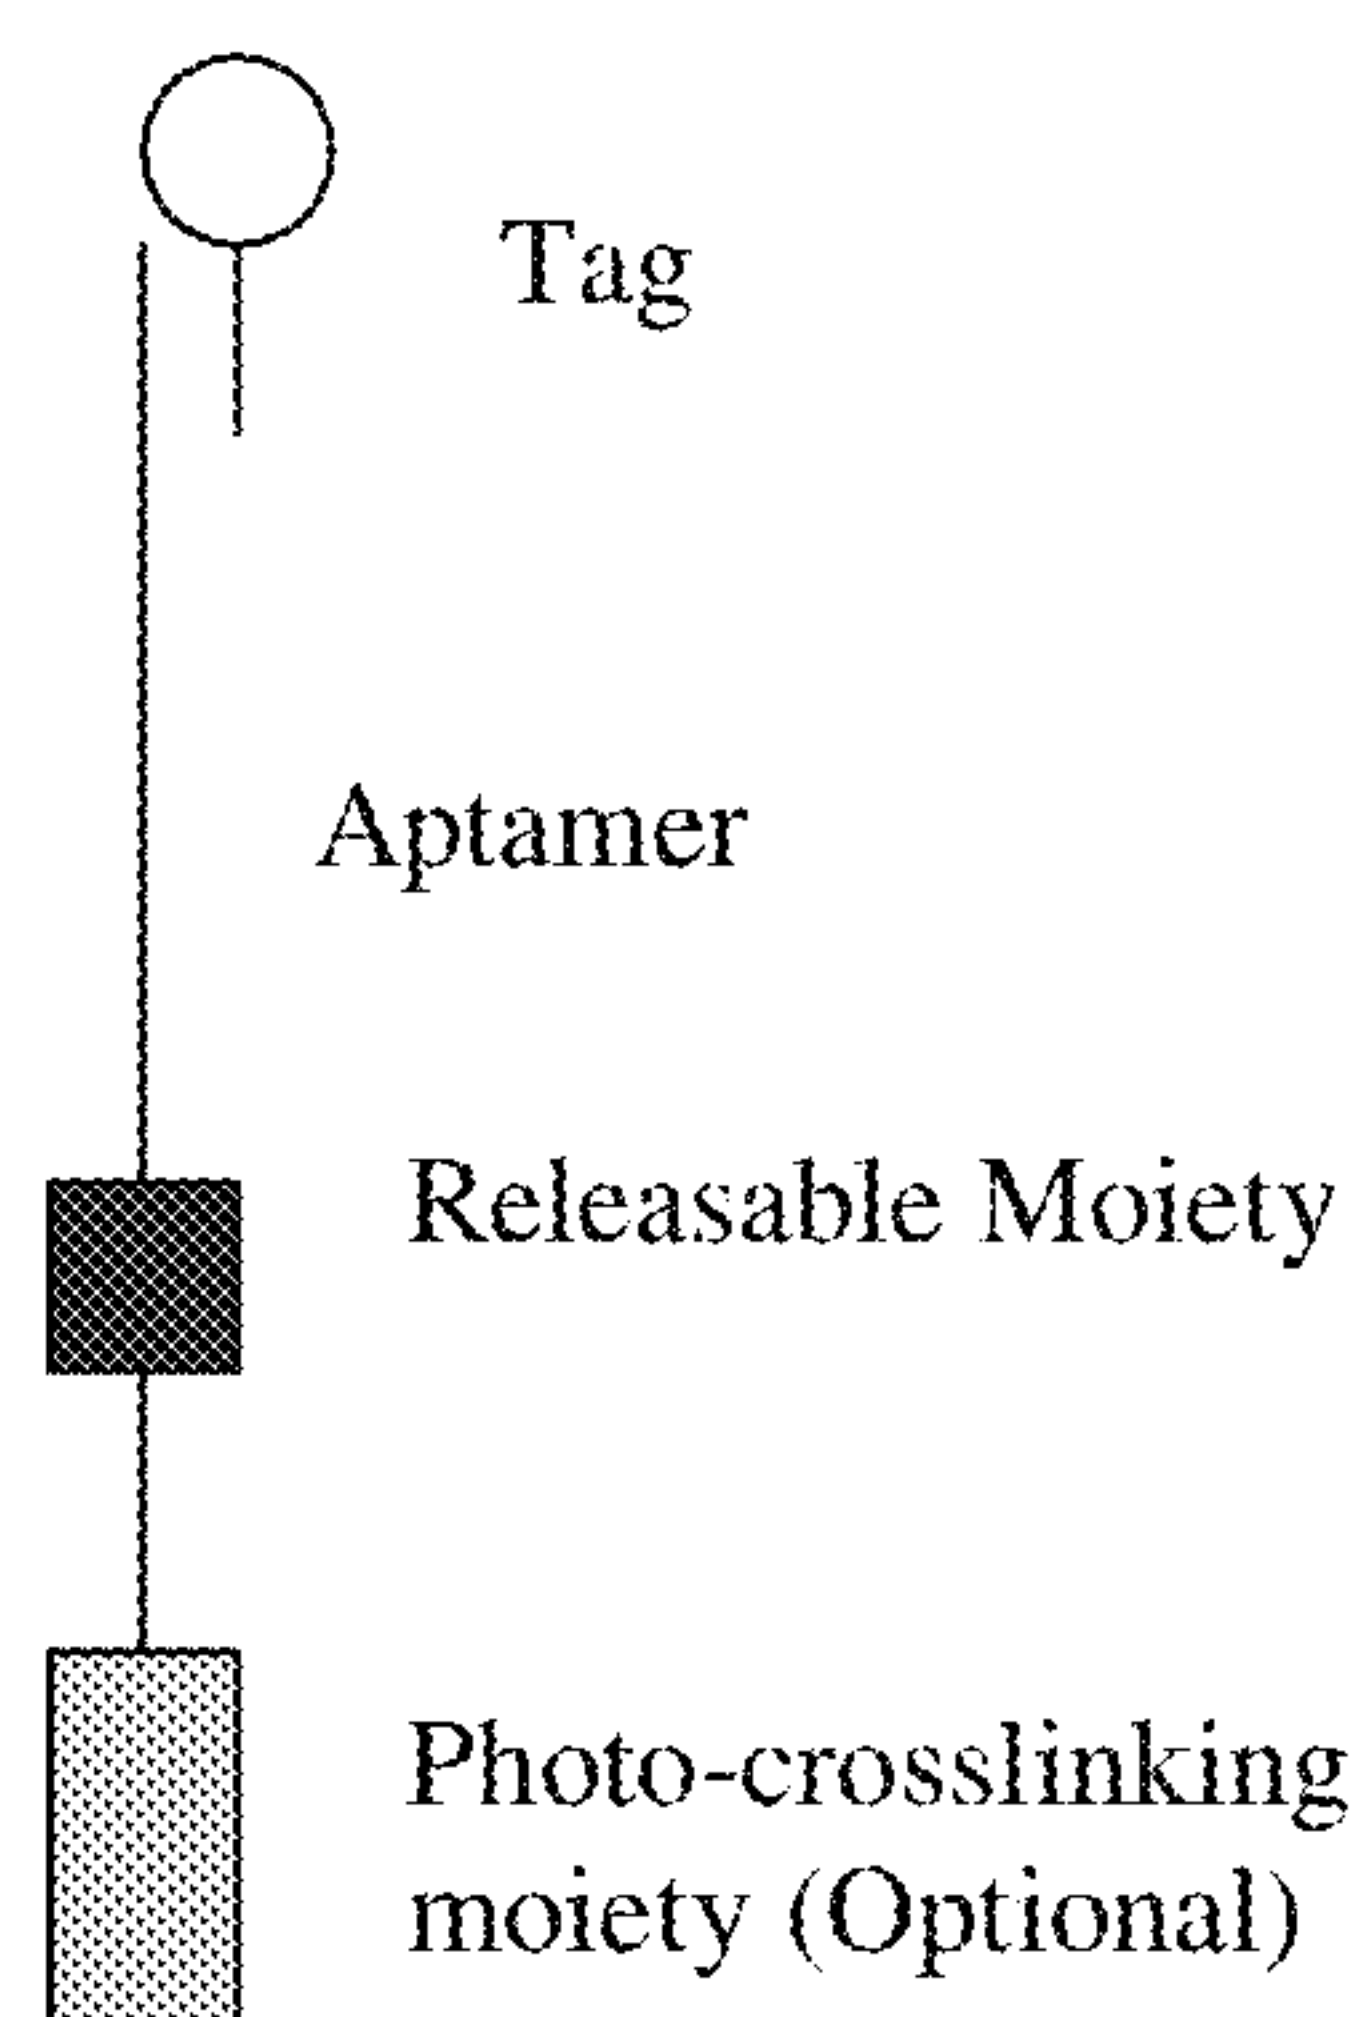 Tag
Aptamer
Releasable Moiety
Photo-crosslinking
moiety (Optional)